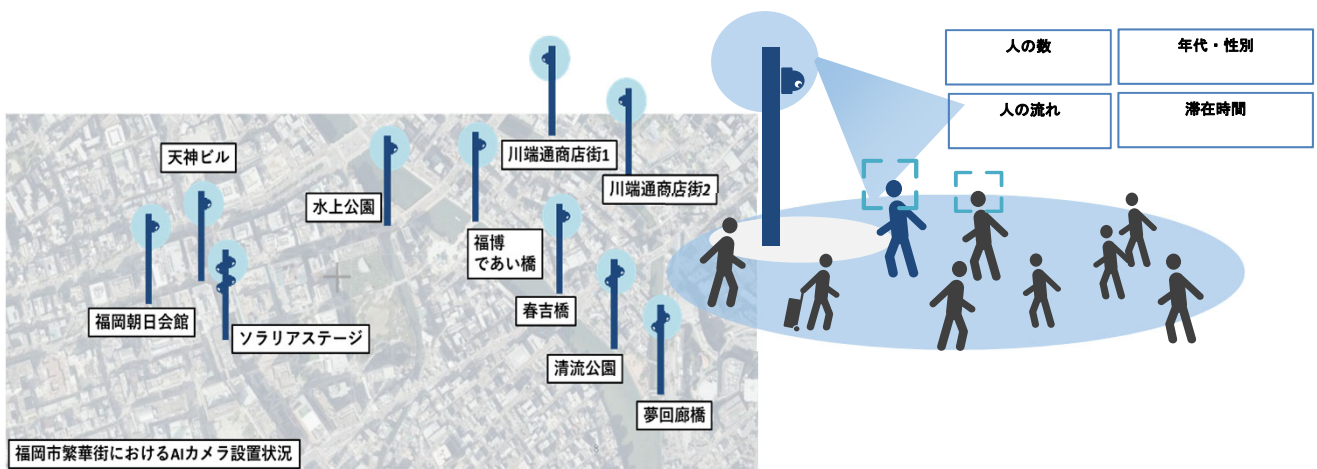 人の数
年代・性別
人の流れ
滞在時間
川端通商店街1
天神ビル
川端通商店街2
水上公園
福博
であい橋
春吉橋
福岡朝日会館
ソラリアステージ
清流公園
夢回廊橋
福岡市繁華街におけるAIカメラ設置状況